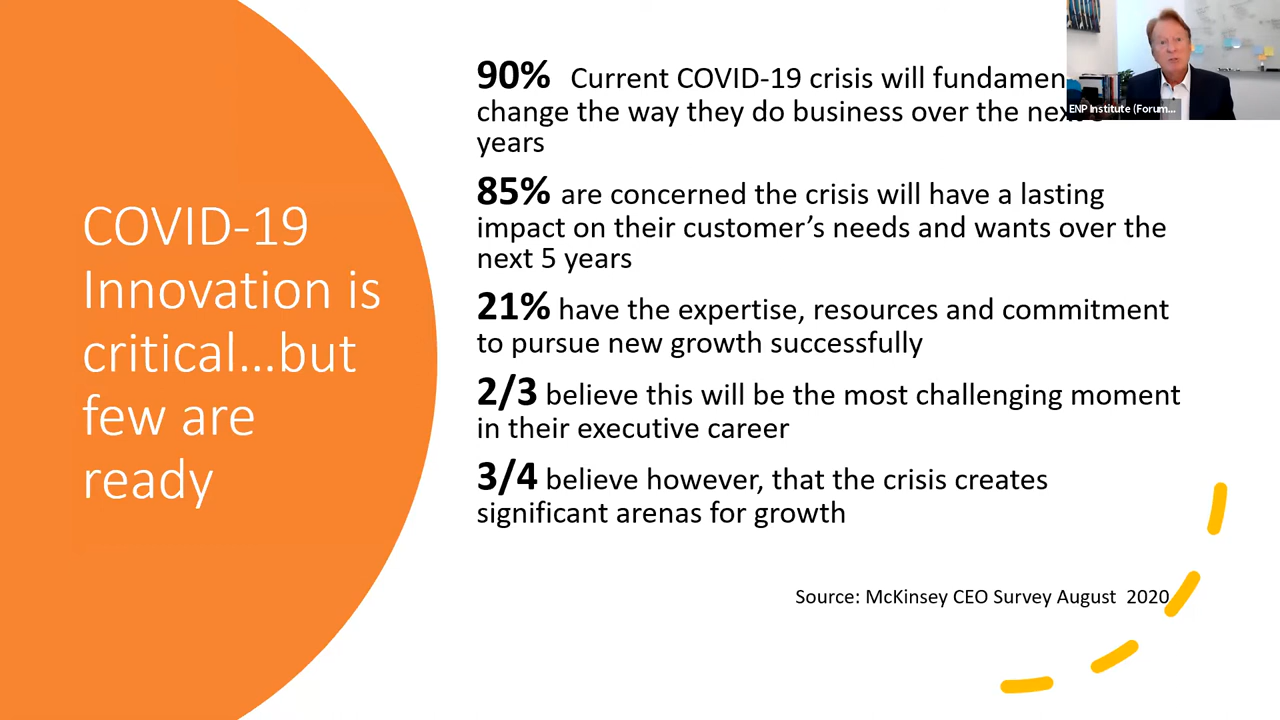 COVID-19
Innovation is
critical...but
few are
ready
90% Current COVID-19 crisis will
change the way they do business over the
years
85% are concerned the crisis will have a lasting
impact on their customer’s needs and wants over the
next 5 years
21% have the expertise, resources and commitment
to pursue new growth successfully
2/3 believe this will be the most challenging moment
in their executive career
3/4 believe however, that the crisis creates
significant arenas for growth
Source: McKinsey CEO Survey August 2020
ENP Institute (Forum...